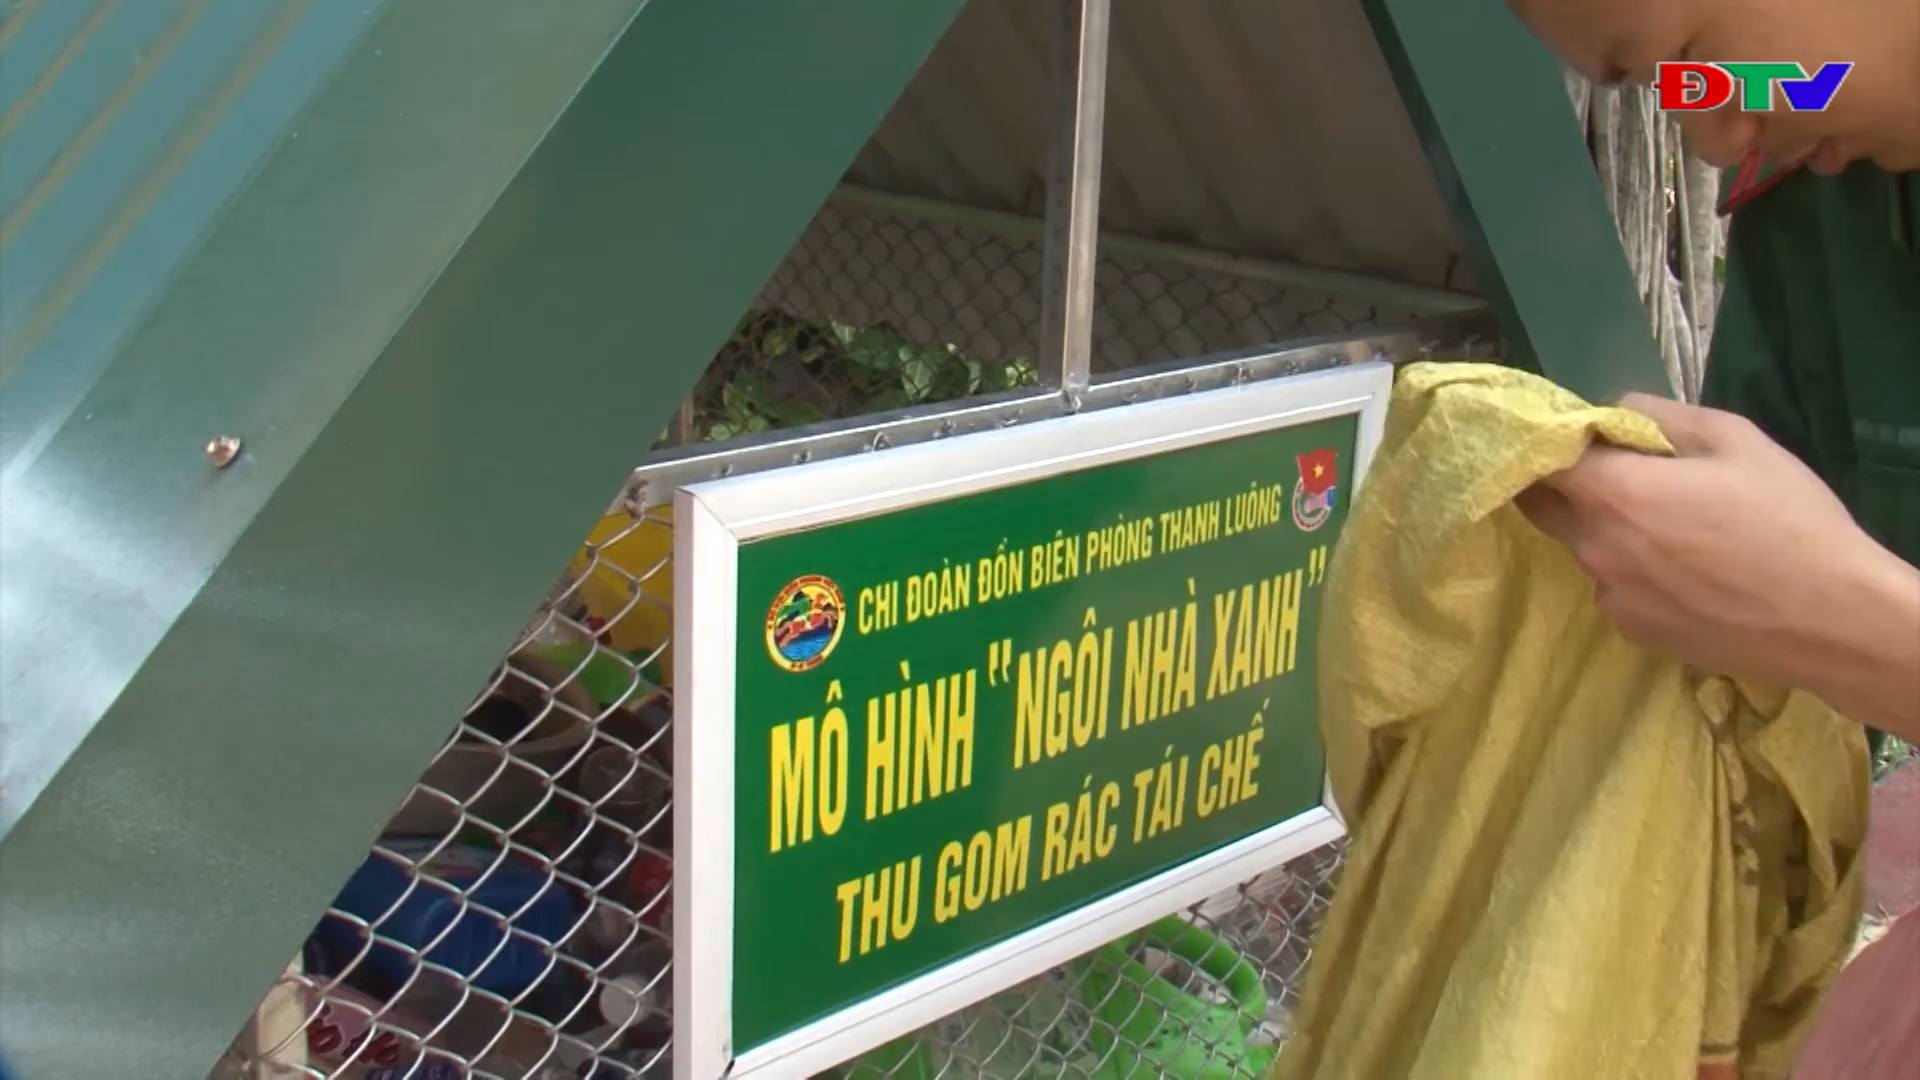 ĐTV
CHI ĐOÀN ĐỒN BIÊN PHÒNG THANH LUÔNG
MÔ HÌNH "NGÔI NHÀ XANH"
THU GOM RÁC TÁI CHẾ